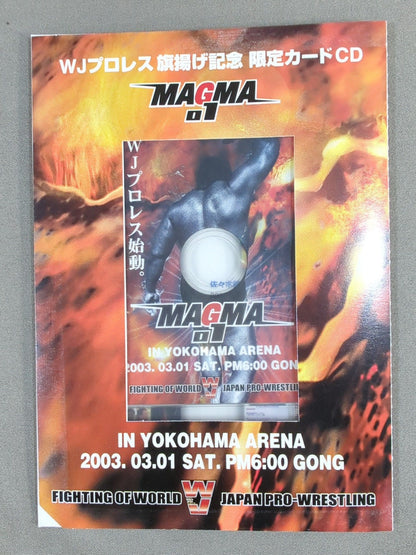 WJプロレス 旗揚げ記念 限定カードCD
MAGMA
01
WJプロレス始動。
MAGMA
01
IN YOKOHAMA ARENA
2003. 03.01 SAT. PM6:00 GON
FIGHTING OF WORLD W JAPAN PRO-WRESTLI
IN YOKOHAMA ARENA
2003. 03.01 SAT. PM6:00 GONG
FIGHTING OF WORLD W JAPAN PRO-WRESTLING